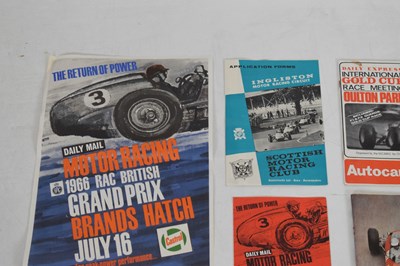 THE RETURN OF POWER
3
DAILY MAIL
MOTOR RACING
1966 RAC BRITISH
GRAND PRIX
BRANDS HATCH
JULY 16
Castrol
APPLICATION FORMS
INGLISTON
MOTOR RACING CIRCUIT
SCOTTISH
MOTOR
RACING
CLUB
DAILY EXPRESS
INTERNATIONAL
GOLD CUP
RACE MEETING
OULTON PARK
Autocar
THE RETURN OF POWER
3
DAILY MAIL
MOTOR RACING